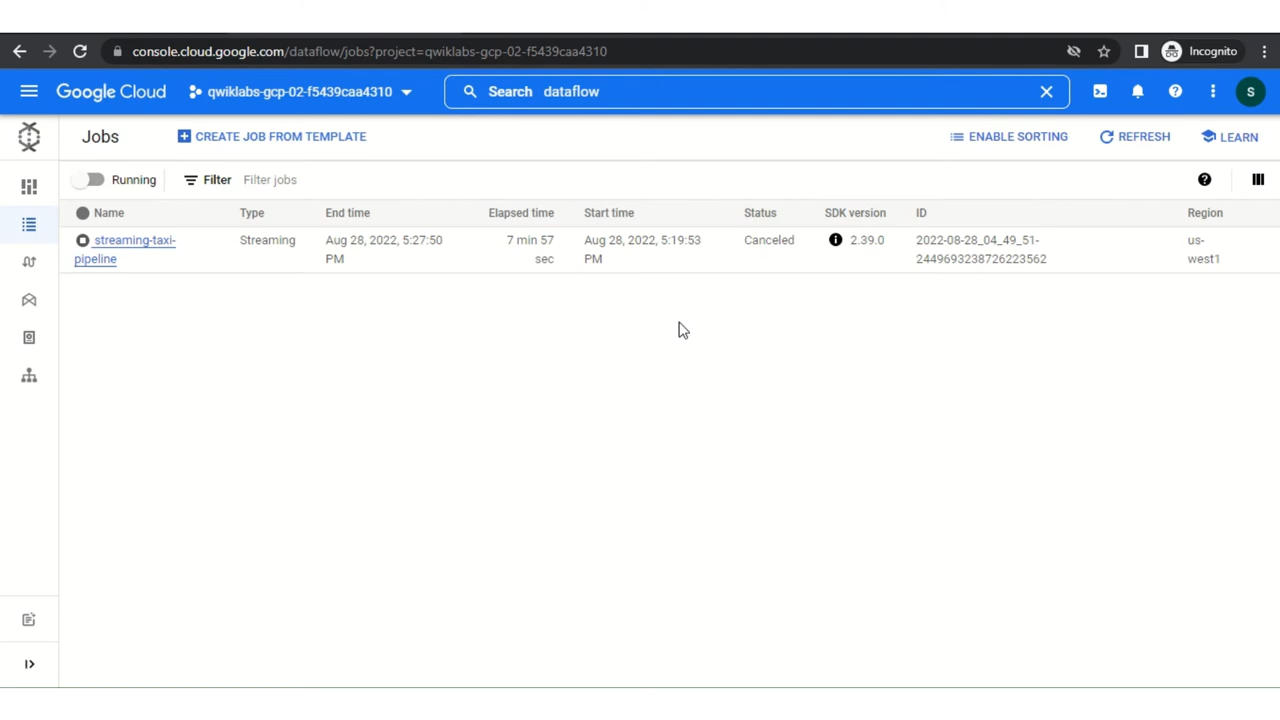 console.cloud.google.com/dataflow/jobs?project=qwiklabs-gcp-02-f5439caa4310
Incognito
Google Cloud
qwiklabs-gcp-02-f5439caa4310
Search dataflow
S
Jobs
CREATE JOB FROM TEMPLATE
ENABLE SORTING
REFRESH
LEARN
Running
Filter
Filter jobs
Name Type End time Elapsed time Start time Status SDK version ID Region
streaming-taxi- Streaming Aug 28, 2022, 5:27:50 7 min 57 Aug 28, 2022, 5:19:53 Canceled 2.39.0 2022-08-28_04_49_51- us-
pipeline PM sec PM 2449693238726223562 west1